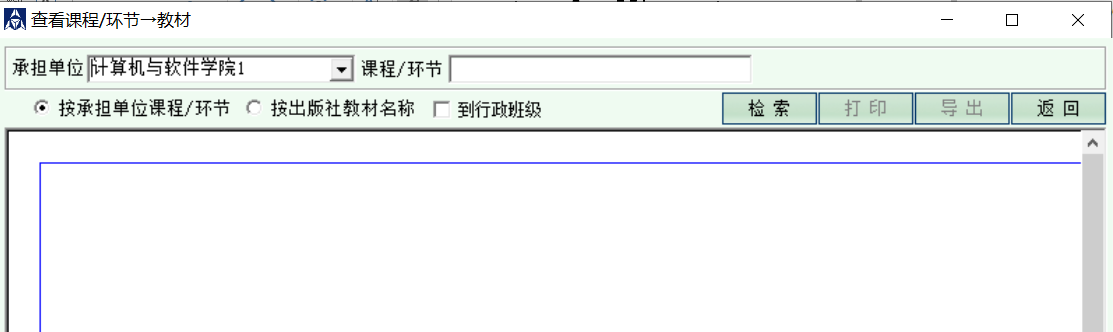 查看课程/环节→教材
承担单位 计算机与软件学院1 课程/环节
按承担单位课程/环节 按出版社教材名称 到行政班级 检 索 打 印 导 出 返 回